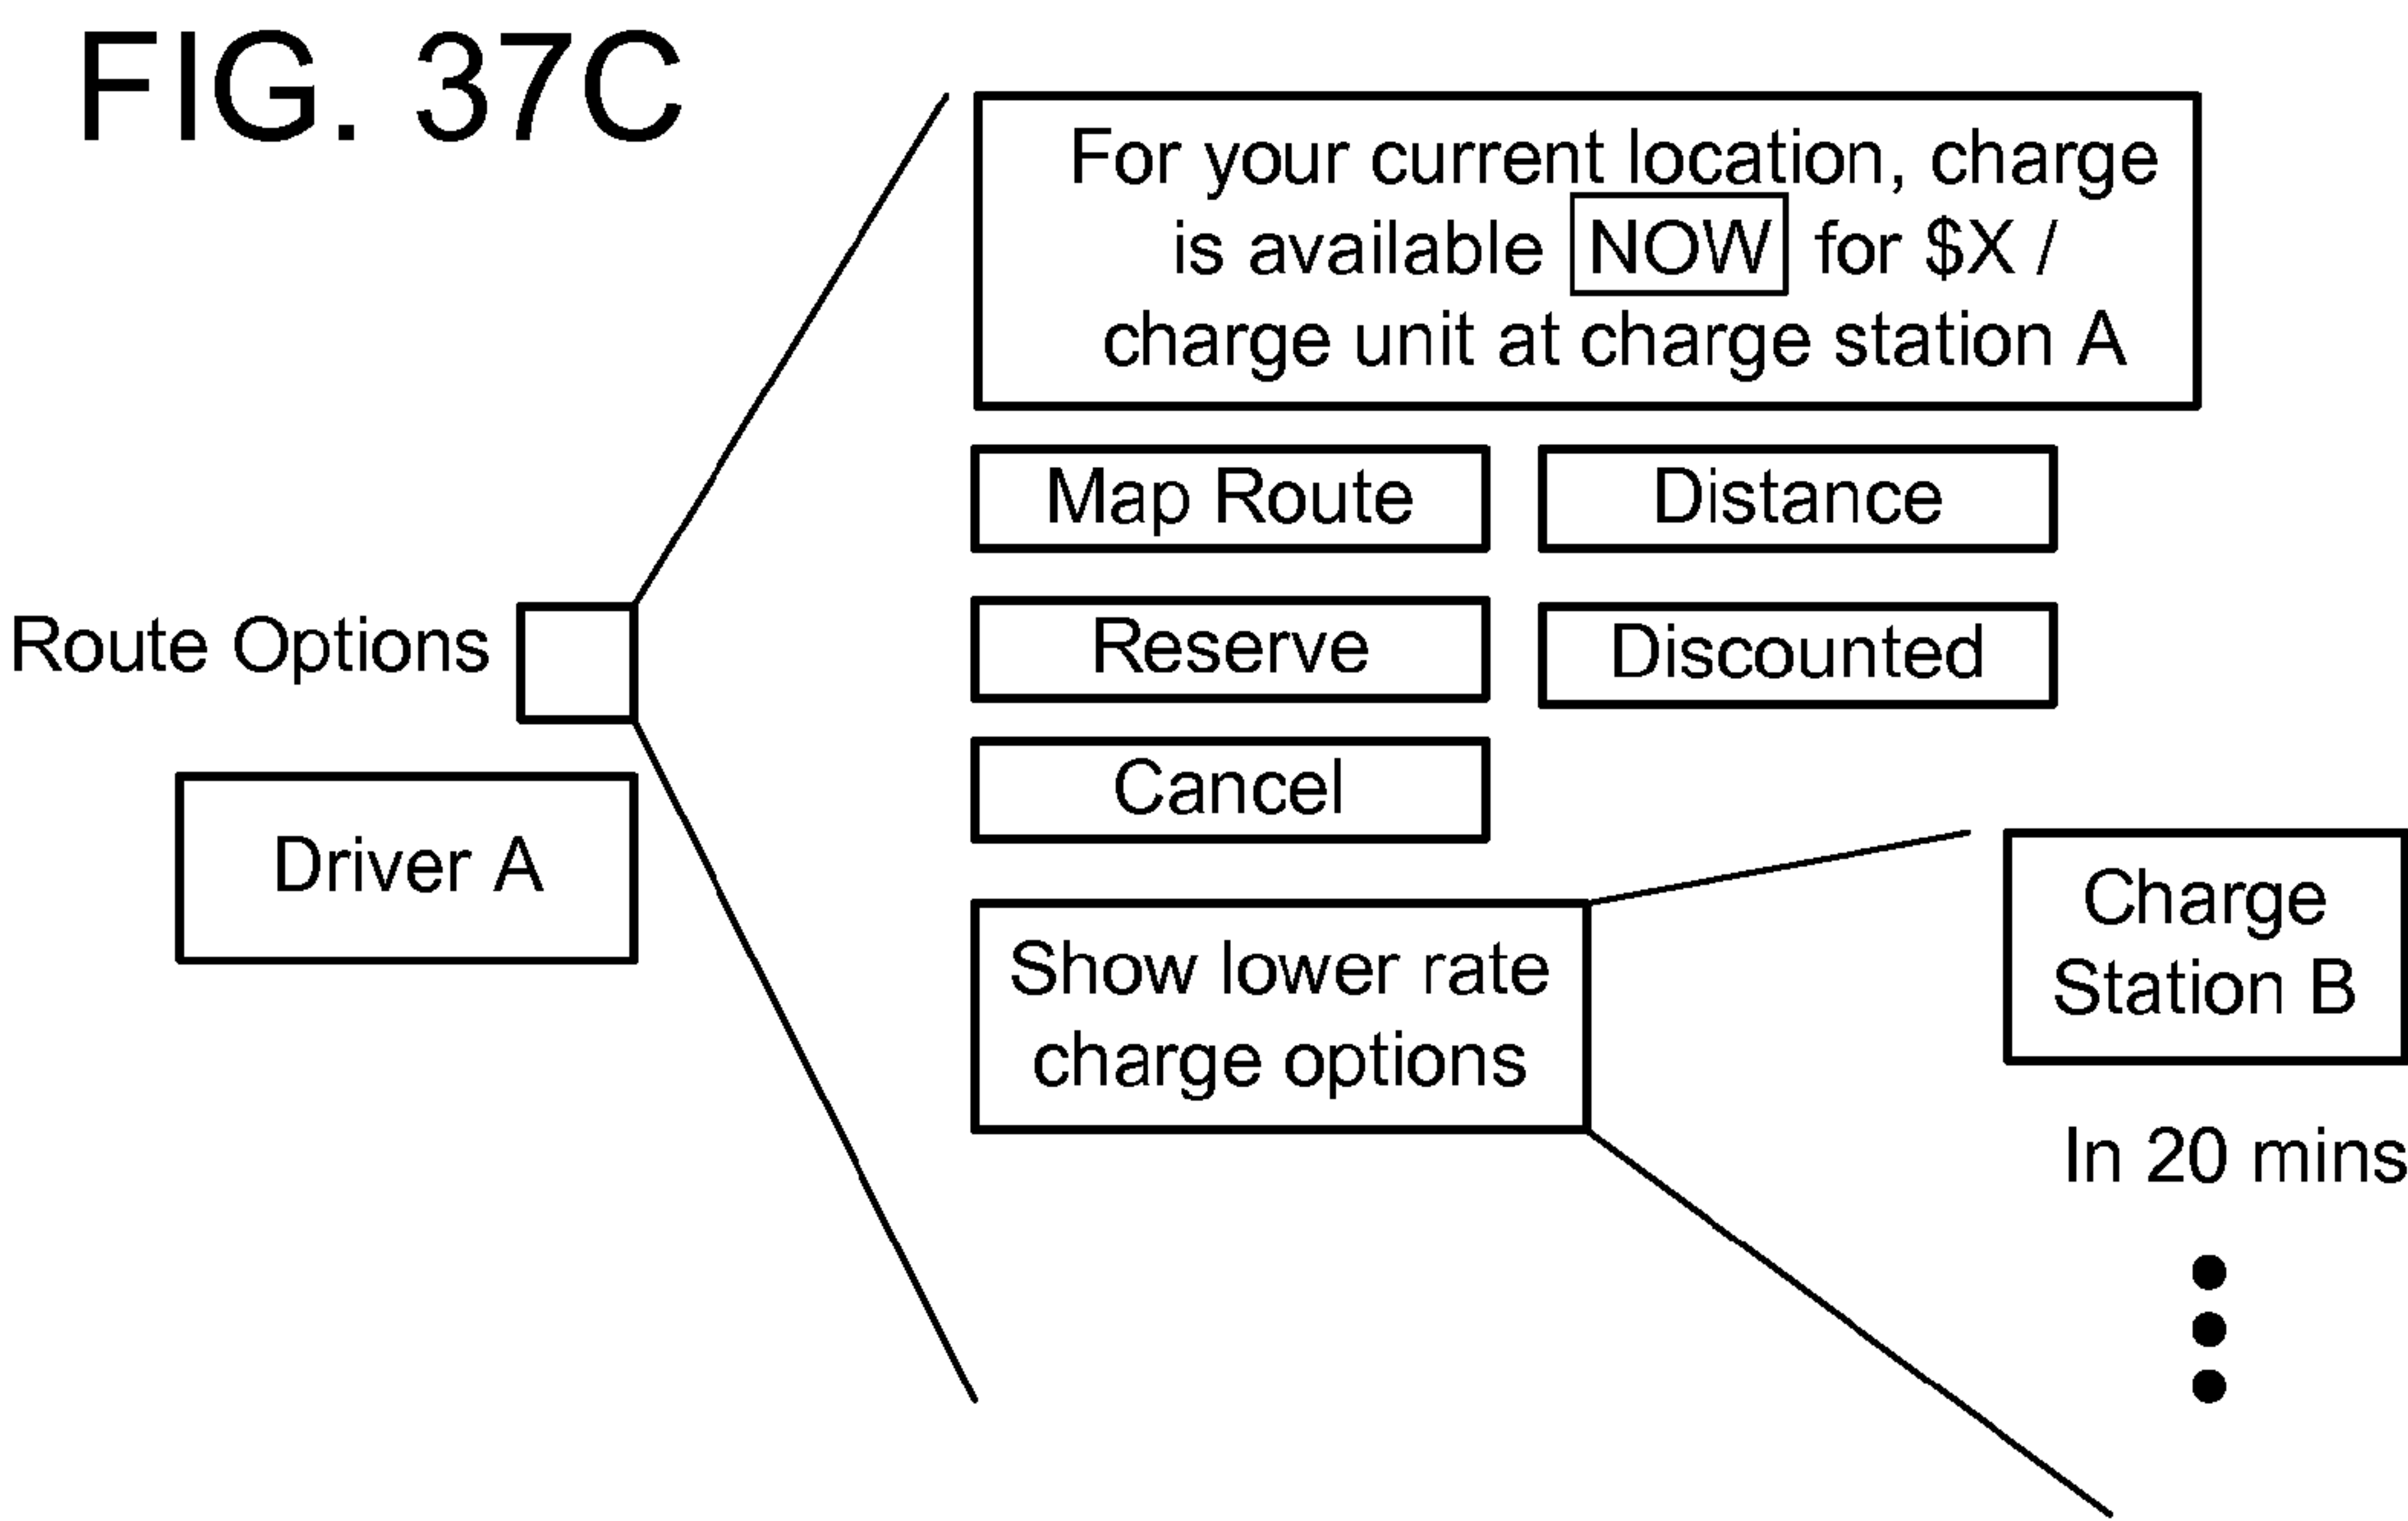 FIG. 37C
For your current location, charge
is available NOW for $X /
charge unit at charge station A
Map Route
Distance
Route Options
Reserve
Discounted
Cancel
Driver A
Show lower rate
charge options
Charge
Station B
In 20 mins